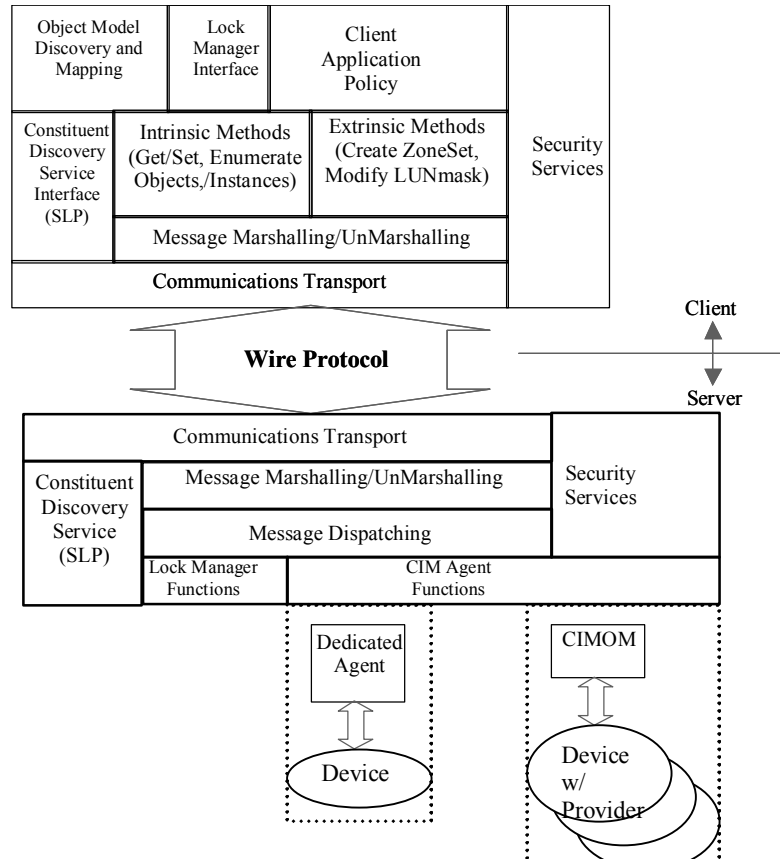 Object Model
Discovery and
Mapping
Lock
Manager
Interface
Client
Application
Policy
Constituent
Discovery
Service
Interface
(SLP)
Intrinsic Methods
(Get/Set, Enumerate
Objects,/Instances)
Extrinsic Methods
(Create ZoneSet,
Modify LUNmask)
Security
Services
Message Marshalling/UnMarshalling
Communications Transport
Wire Protocol
Client
Server
Communications Transport
Constituent
Discovery
Service
(SLP)
Message Marshalling/UnMarshalling
Security
Services
Message Dispatching
Lock Manager
Functions
CIM Agent
Functions
Dedicated
Agent
CIMOM
Device
Device
w/
Provider